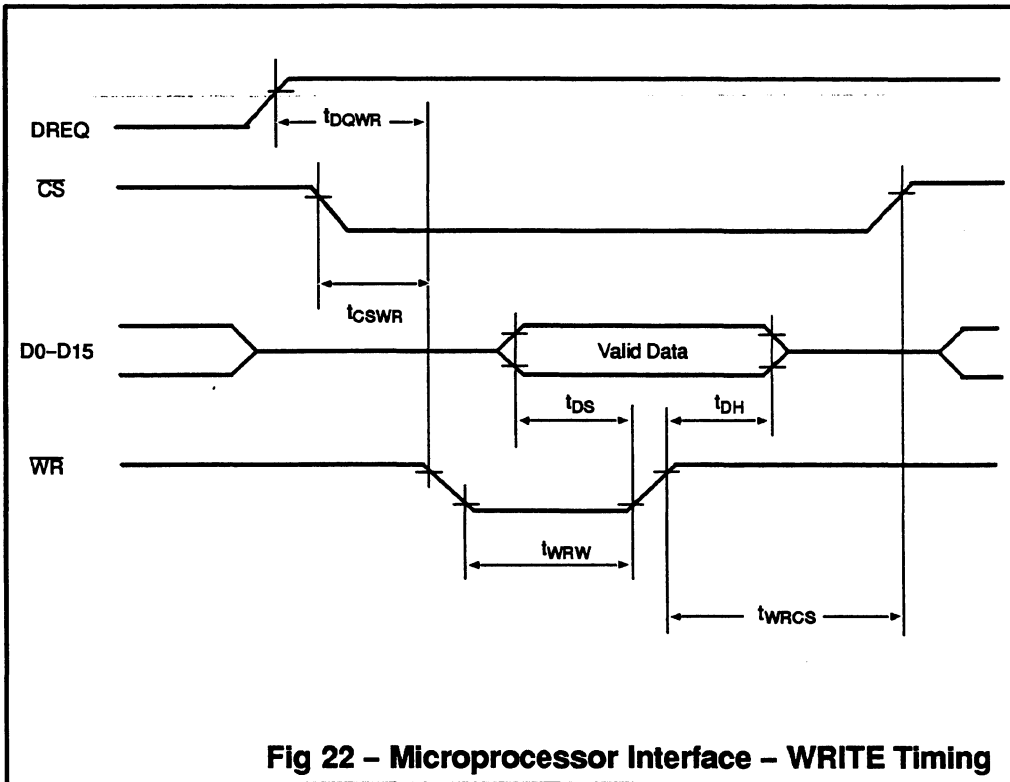 DREQ
tDQWR
CS
tCSWR
D0–D15
Valid Data
tDS
tDH
WR
tWRW
tWRCS
Fig 22 – Microprocessor Interface – WRITE Timing